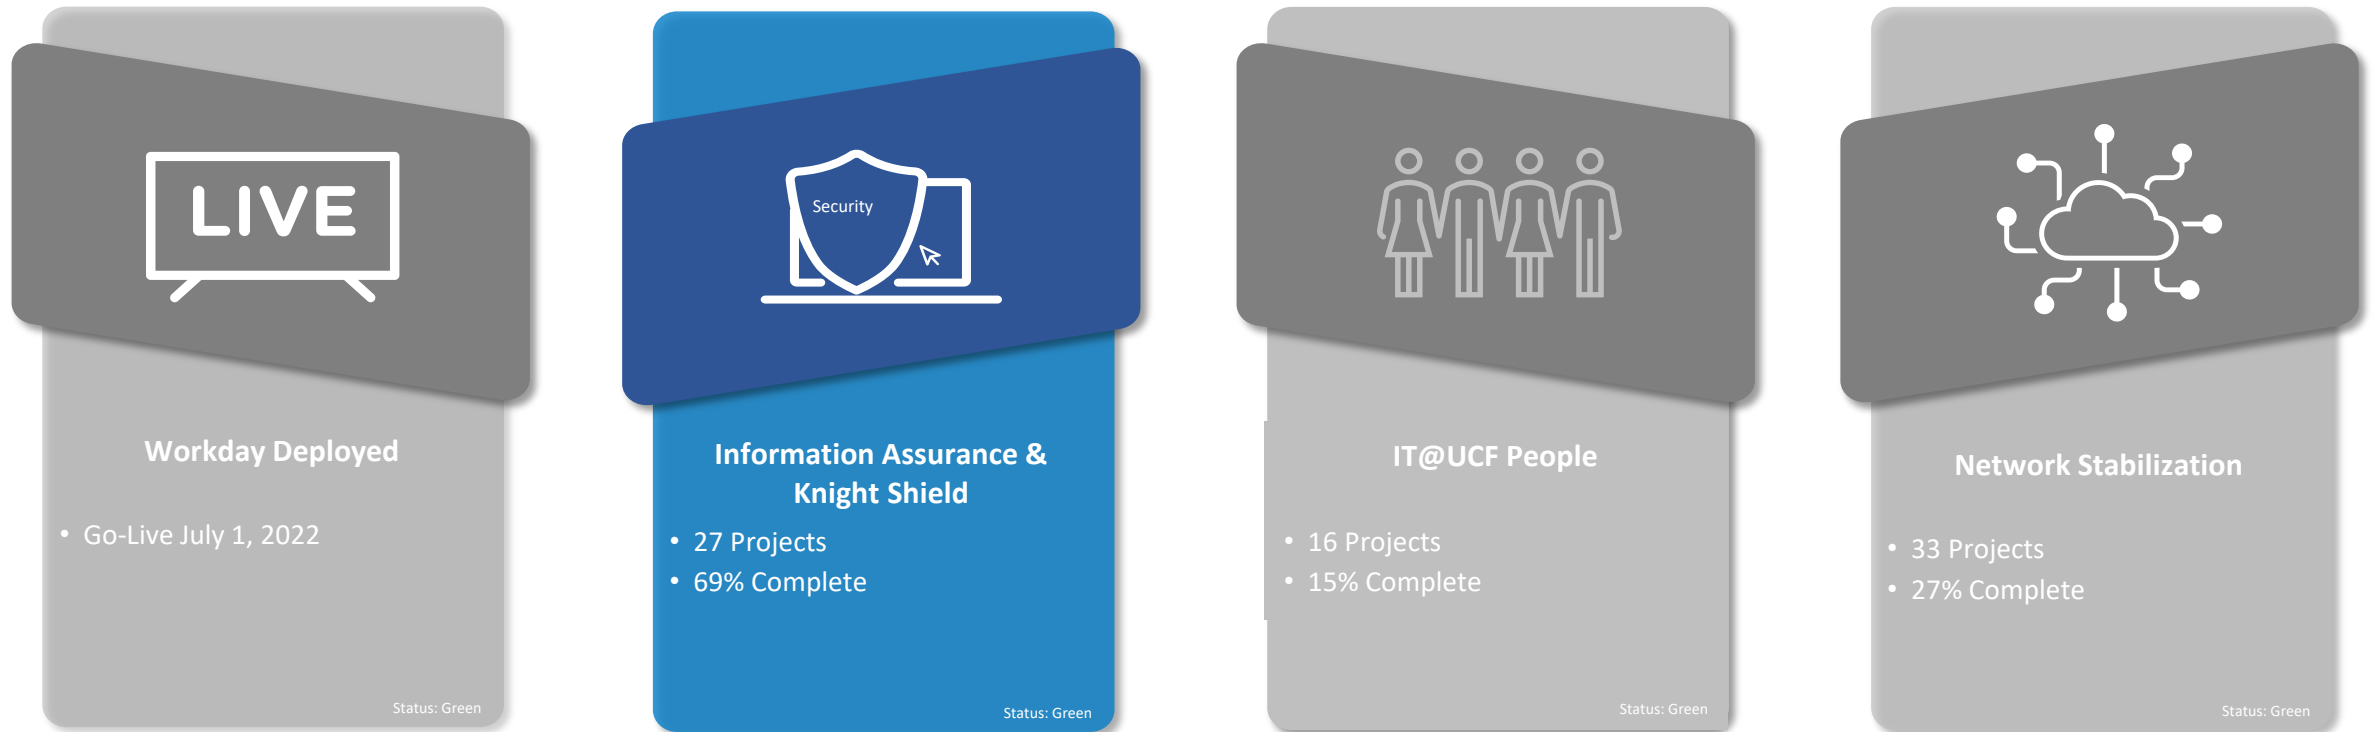 LIVE
Workday Deployed
• Go-Live July 1, 2022
Status: Green
Security
Information Assurance &
Knight Shield
• 27 Projects
• 69% Complete
Status: Green
IT@UCF People
• 16 Projects
• 15% Complete
Status: Green
Network Stabilization
• 33 Projects
• 27% Complete
Status: Green